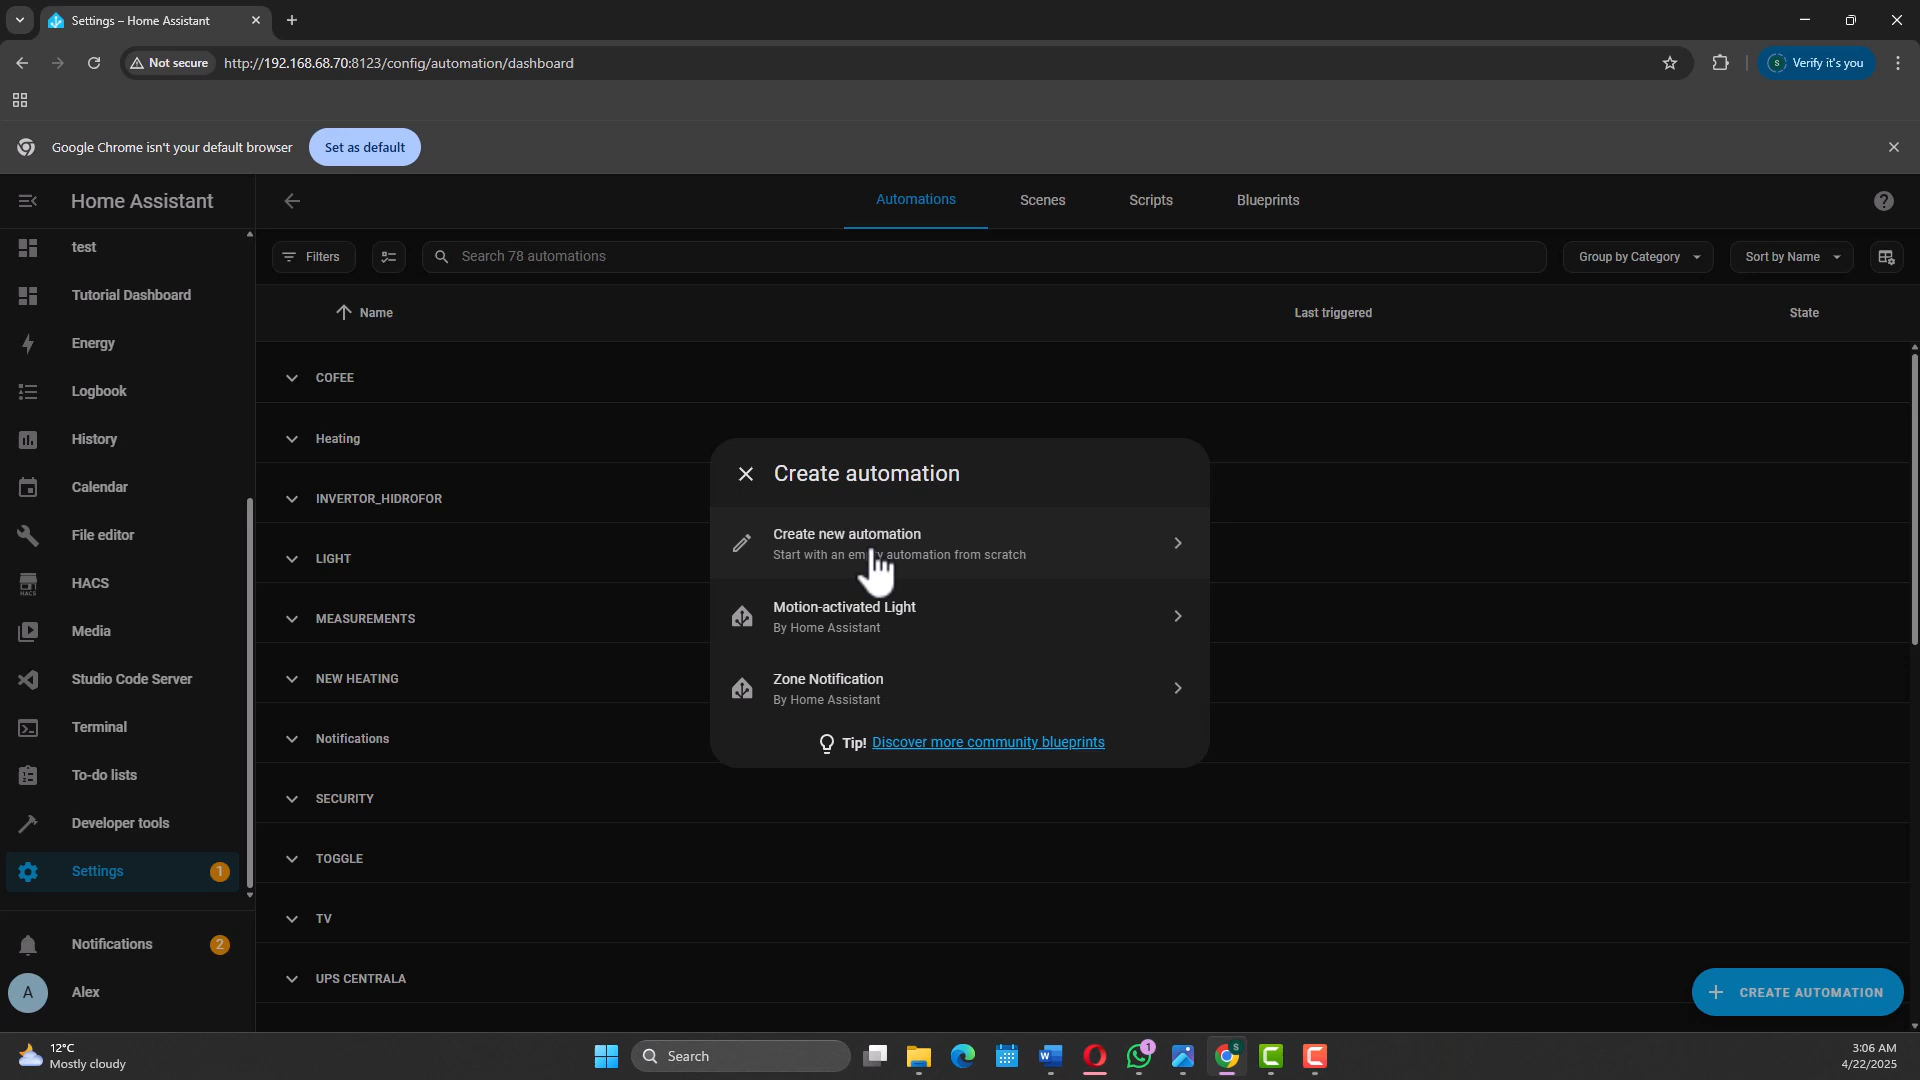 Settings – Home Assistant
Not secure
http://192.168.68.70:8123/config/automation/dashboard
S
Verify it's you
Google Chrome isn't your default browser
Set as default
Home Assistant
Automations
Scenes
Scripts
Blueprints
test
Filters
Search 78 automations
Group by Category
Sort by Name
Tutorial Dashboard
Name
Last triggered
State
Energy
COFEE
Logbook
History
Heating
Create automation
Calendar
INVERTOR_HIDROFOR
File editor
Create new automation
Start with an empty automation from scratch
LIGHT
HACS
HACS
Motion-activated Light
By Home Assistant
MEASUREMENTS
Media
Studio Code Server
NEW HEATING
Zone Notification
By Home Assistant
Terminal
Notifications
Tip! Discover more community blueprints
To-do lists
SECURITY
Developer tools
TOGGLE
Settings
1
TV
Notifications
2
UPS CENTRALA
A
Alex
CREATE AUTOMATION
12°C
Mostly cloudy
Search
W
1
S
3:06 AM
4/22/2025